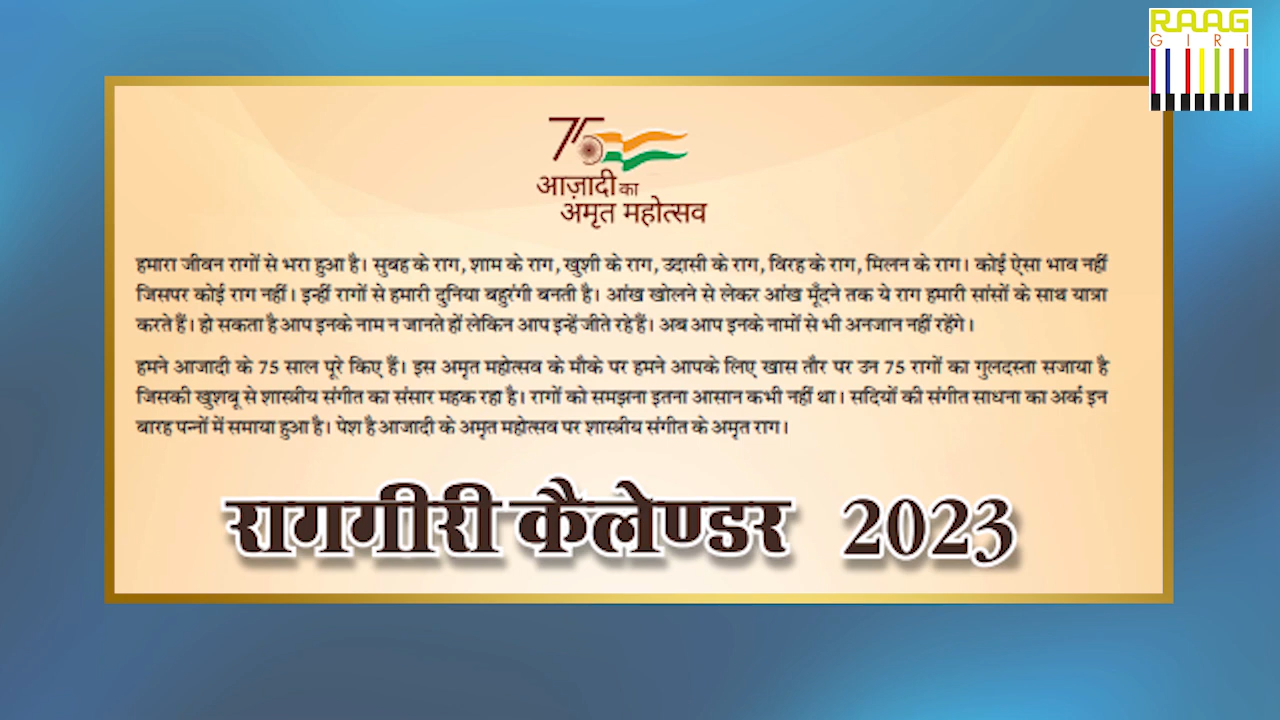 RAAG
GIRI
75
आज़ादी का
अमृत महोत्सव
हमारा जीवन रागों से भरा हुआ है। सुबह के राग, शाम के राग, खुशी के राग, उदासी के राग, विरह के राग, मिलन के राग। कोई ऐसा भाव नहीं
जिसपर कोई राग नहीं। इन्हीं रागों से हमारी दुनिया बहुरंगी बनती है। आंख खोलने से लेकर आंख मूँदने तक ये राग हमारी सांसों के साथ यात्रा
करते हैं। हो सकता है आप इनके नाम न जानते हों लेकिन आप इन्हें जीते रहे हैं। अब आप इनके नामों से भी अनजान नहीं रहेंगे।
हमने आजादी के 75 साल पूरे किए हैं। इस अमृत महोत्सव के मौके पर हमने आपके लिए खास तौर पर उन 75 रागों का गुलदस्ता सजाया है
जिसकी खुशबू से शास्त्रीय संगीत का संसार महक रहा है। रागों को समझना इतना आसान कभी नहीं था। सदियों की संगीत साधना का अर्क इन
बारह पन्नों में समाया हुआ है। पेश है आजादी के अमृत महोत्सव पर शास्त्रीय संगीत के अमृत राग।
रागगीरी कैलेण्डर 2023